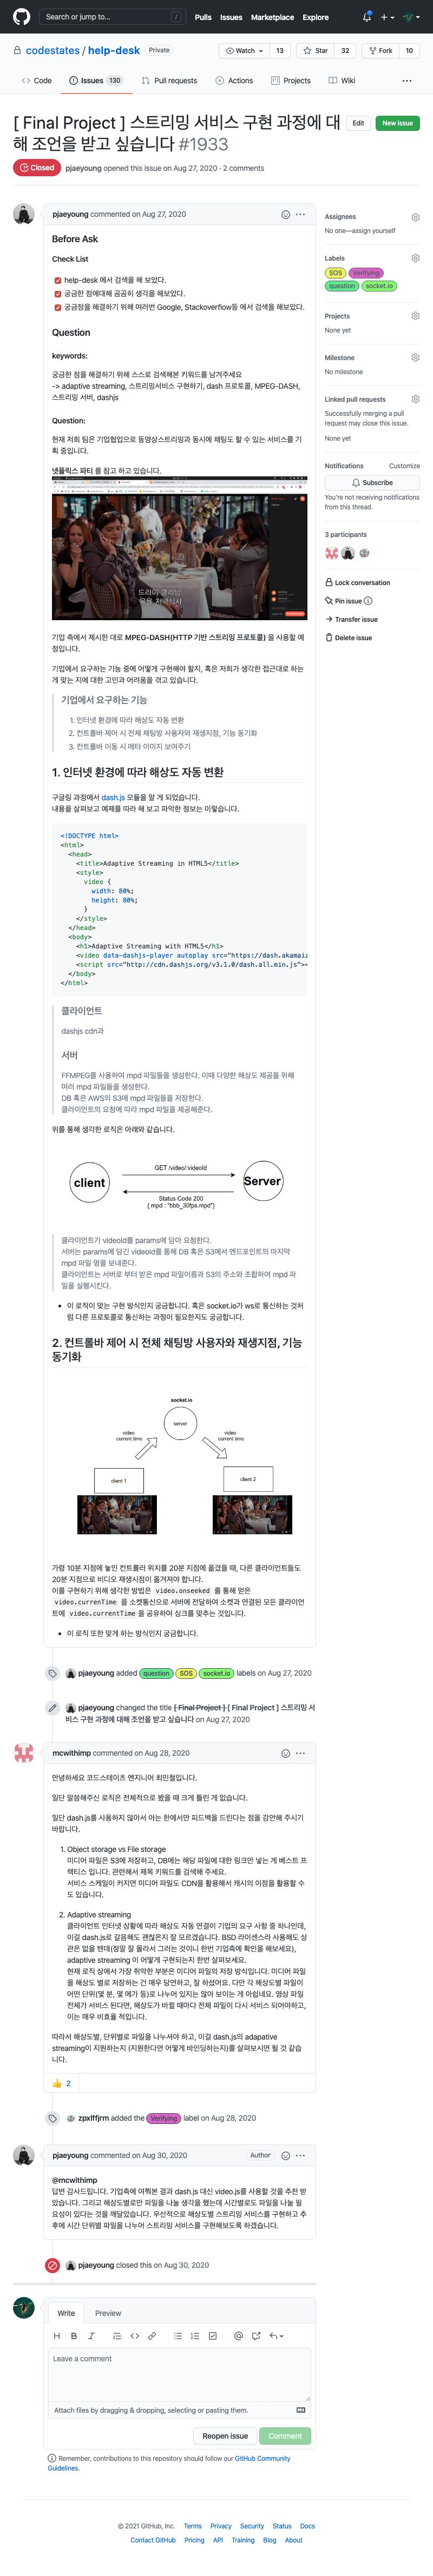 Search or jump to...
/
Pulls Issues Marketplace Explore
codestates / help-desk Private
Watch 13 Star 32 Fork 10
Code Issues 130 Pull requests Actions Projects Wiki
[ Final Project ] 스트리밍 서비스 구현 과정에 대
해 조언을 받고 싶습니다 #1933
Edit New issue
Closed pjaeyoung opened this issue on Aug 27, 2020 · 2 comments
pjaeyoung commented on Aug 27, 2020
Before Ask
Check List
help-desk 에서 검색을 해 보았다.
궁금한 점에대해 곰곰히 생각을 해보았다.
궁금점을 해결하기 위해 여러번 Google, Stackoverflow등 에서 검색을 해보았다.
Question
keywords:
궁금한 점을 해결하기 위해 스스로 검색해본 키워드를 남겨주세요
-> adaptive streaming, 스트리밍서비스 구현하기, dash 프로토콜, MPEG-DASH,
스트리밍 서버, dashjs
Question:
현재 저희 팀은 기업협업으로 동영상스트리밍과 동시에 채팅도 할 수 있는 서비스를 기
획 중입니다.
넷플릭스 파티 를 참고 하고 있습니다.
기업 측에서 제시한 대로 MPEG-DASH(HTTP 기반 스트리밍 프로토콜) 을 사용할 예
정입니다.
기업에서 요구하는 기능 중에 어떻게 구현해야 할지, 혹은 저희가 생각한 접근대로 하는
게 맞는 지에 대한 고민과 어려움을 겪고 있습니다.
기업에서 요구하는 기능
1. 인터넷 환경에 따라 해상도 자동 변환
2. 컨트롤바 제어 시 전체 채팅방 사용자와 재생지점, 기능 동기화
3. 컨트롤바 이동 시 메타 이미지 보여주기
1. 인터넷 환경에 따라 해상도 자동 변환
구글링 과정에서 dash.js 모듈을 알 게 되었습니다.
내용을 살펴보고 예제를 따라 해 보고 파악한 정보는 이렇습니다.
<!DOCTYPE html>
<html>
<head>
<title>Adaptive Streaming in HTML5</title>
<style>
video {
width: 80%;
height: 80%;
}
</style>
</head>
<body>
<h1>Adaptive Streaming with HTML5</h1>
<video data-dashjs-player autoplay src="https://dash.akamaiz
<script src="http://cdn.dashjs.org/v3.1.0/dash.all.min.js"><
</body>
</html>
클라이언트
dashjs cdn과
서버
FFMPEG를 사용하여 mpd 파일들을 생성한다. 이때 다양한 해상도 제공을 위해
여러 mpd 파일들을 생성한다.
DB 혹은 AWS의 S3에 mpd 파일들을 저장한다.
클라이언트의 요청에 따라 mpd 파일을 제공해준다.
위를 통해 생각한 로직은 아래와 같습니다.
client
GET /video/:videoId
Status Code 200
{ mpd : "bbb_30fps.mpd"}
Server
클라이언트가 videoId를 params에 담아 요청한다.
서버는 params에 담긴 videoId를 통해 DB 혹은 S3에서 엔드포인트의 마지막
mpd 파일 명을 보내준다.
클라이언트는 서버로 부터 받은 mpd 파일이름과 S3의 주소와 조합하여 mpd 파
일을 실행시킨다.
이 로직이 맞는 구현 방식인지 궁금합니다. 혹은 socket.io가 ws로 통신하는 것처
럼 다른 프로토콜로 통신하는 과정이 필요한지도 궁금합니다.
2. 컨트롤바 제어 시 전체 채팅방 사용자와 재생지점, 기능
동기화
socket.io
server
video
current time
video
current time
client 1
client 2
가령 10분 지점에 놓인 컨트롤러 위치를 20분 지점에 옮겼을 때, 다른 클라이언트들도
20분 지점으로 비디오 재생시점이 옮겨져야 합니다.
이를 구현하기 위해 생각한 방법은 video.onseeked 를 통해 얻은
video.currenTime 을 소켓통신으로 서버에 전달하여 소켓과 연결된 모든 클라이언
트에 video.currentTime 을 공유하여 싱크를 맞추는 것입니다.
이 로직 또한 맞게 하는 방식인지 궁금합니다.
pjaeyoung added question SOS socket.io labels on Aug 27, 2020
pjaeyoung changed the title [ Final Project ] [ Final Project ] 스트리밍 서
비스 구현 과정에 대해 조언을 받고 싶습니다 on Aug 27, 2020
mcwithimp commented on Aug 28, 2020
안녕하세요 코드스테이츠 엔지니어 최민철입니다.
일단 말씀해주신 로직은 전체적으로 봤을 때 크게 틀린 게 없습니다.
일단 dash.js를 사용하지 않아서 아는 한에서만 피드백을 드린다는 점을 감안해 주시기
바랍니다.
1. Object storage vs File storage
미디어 파일은 S3에 저장하고, DB에는 해당 파일에 대한 링크만 넣는 게 베스트 프
랙티스 입니다. 관련해서 제목 키워드를 검색해 주세요.
서비스 스케일이 커지면 미디어 파일도 CDN을 활용해서 캐시의 이점을 활용할 수
도 있습니다.
2. Adaptive streaming
클라이언트 인터넷 상황에 따라 해상도 자동 연결이 기업의 요구 사항 중 하나인데,
이걸 dash.js로 갈음해도 괜찮은지 잘 모르겠습니다. BSD 라이센스라 사용해도 상
관은 없을 텐데(정말 잘 몰라서 그러는 것이니 한번 기업측에 확인을 해보세요),
adaptive streaming 이 어떻게 구현되는지 한번 살펴보세요.
현재 로직 상에서 가장 취약한 부분은 미디어 파일의 저장 방식입니다. 미디어 파일
을 해상도 별로 저장하는 건 매우 당연하고, 잘 하셨어요. 다만 각 해상도별 파일이
어떤 단위(몇 분, 몇 메가 등)로 나누어 있지는 않아 보이는 게 아쉽네요. 영상 파일
전체가 서비스 된다면, 해상도가 바뀔 때마다 전체 파일이 다시 서비스 되어야하고,
이는 매우 비효율 적입니다.
따라서 해상도별, 단위별로 파일을 나누셔야 하고, 이걸 dash.js의 adapative
streaming이 지원하는지 (지원한다면 어떻게 바인딩하는지)를 살펴보시면 될 것 같습니
다.
2
zpxlffjrm added the Verifying label on Aug 28, 2020
pjaeyoung commented on Aug 30, 2020 Author
@mcwithimp
답변 감사드립니다. 기업측에 여쭤본 결과 dash.js 대신 video.js를 사용할 것을 추천 받
았습니다. 그리고 해상도별로만 파일을 나눌 생각을 했는데 시간별로도 파일을 나눌 필
요성이 있다는 것을 깨달았습니다. 우선적으로 해상도별 스트리밍 서비스를 구현하고 추
후에 시간 단위별 파일을 나누어 스트리밍 서비스를 구현해보도록 하겠습니다.
pjaeyoung closed this on Aug 30, 2020
Write Preview
Leave a comment
Attach files by dragging & dropping, selecting or pasting them.
Reopen issue Comment
Remember, contributions to this repository should follow our GitHub Community
Guidelines.
Assignees
No one—assign yourself
Labels
SOS Verifying
question socket.io
Projects
None yet
Milestone
No milestone
Linked pull requests
Successfully merging a pull
request may close this issue.
None yet
Notifications Customize
Subscribe
You're not receiving notifications
from this thread.
3 participants
Lock conversation
Pin issue
Transfer issue
Delete issue
© 2021 GitHub, Inc. Terms Privacy Security Status Docs
Contact GitHub Pricing API Training Blog About